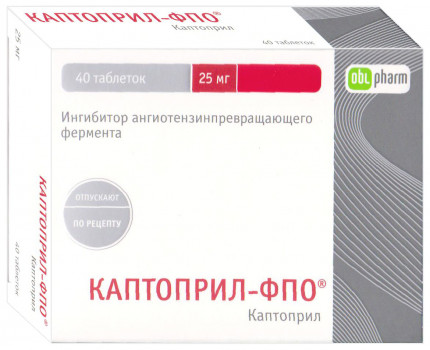 КАПТОПРИЛ-ФПО®
Каптоприл
40 таблеток
25 мг
40 таблеток
25 мг
obl pharm
Ингибитор ангиотензинпревращающего
фермента
ОТПУСКАЮТ
ПО РЕЦЕПТУ
КАПТОПРИЛ-ФПО®
Каптоприл
40 таблеток
КАПТОПРИЛ-ФПО®
Каптоприл